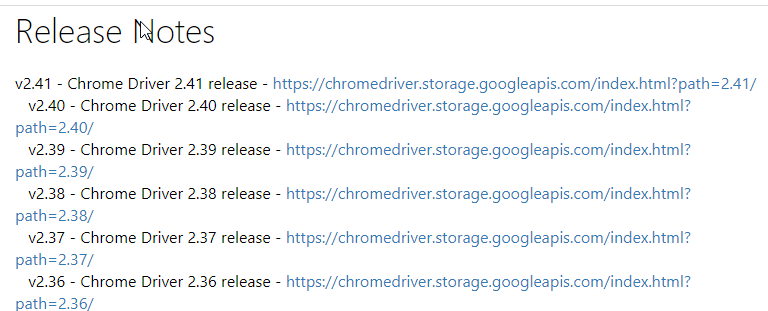 Release Notes
v2.41 - Chrome Driver 2.41 release - https://chromedriver.storage.googleapis.com/index.html?path=2.41/
v2.40 - Chrome Driver 2.40 release - https://chromedriver.storage.googleapis.com/index.html?
path=2.40/
v2.39 - Chrome Driver 2.39 release - https://chromedriver.storage.googleapis.com/index.html?
path=2.39/
v2.38 - Chrome Driver 2.38 release - https://chromedriver.storage.googleapis.com/index.html?
path=2.38/
v2.37 - Chrome Driver 2.37 release - https://chromedriver.storage.googleapis.com/index.html?
path=2.37/
v2.36 - Chrome Driver 2.36 release - https://chromedriver.storage.googleapis.com/index.html?
path=2.36/